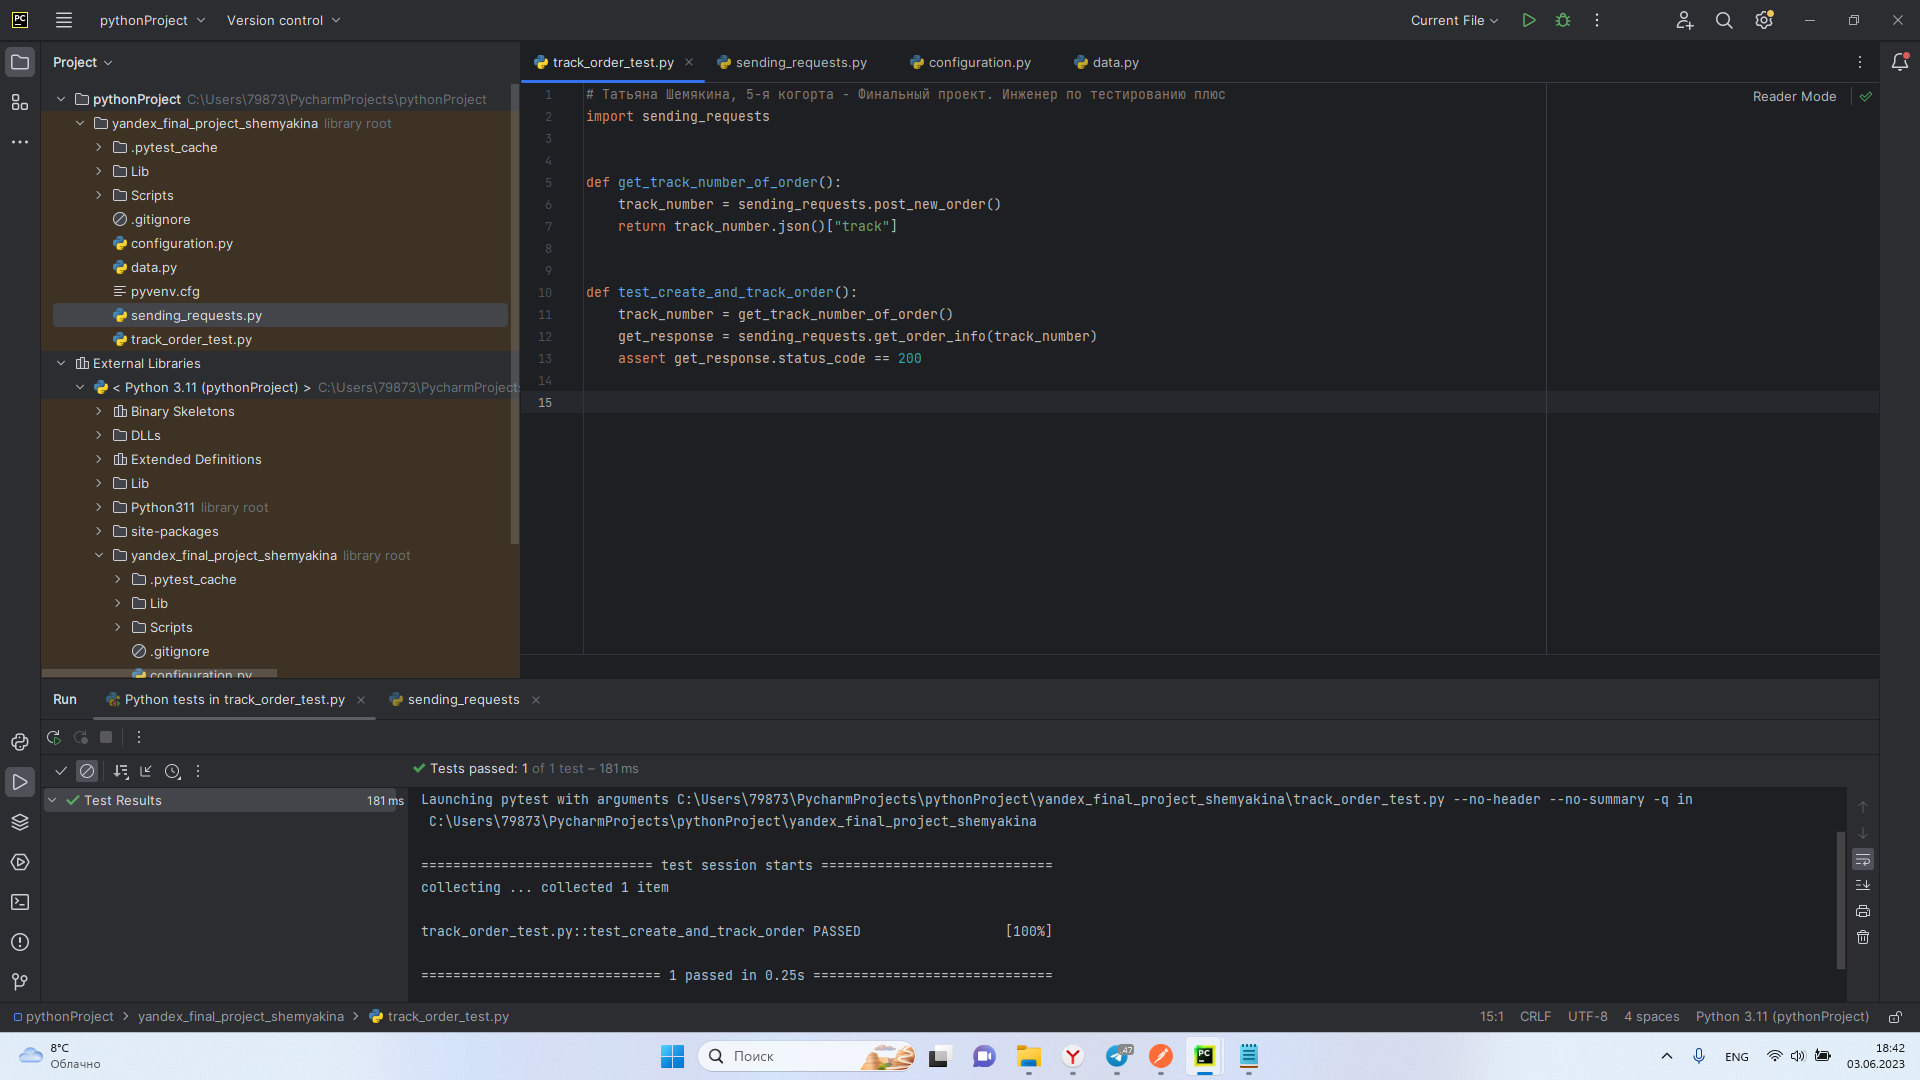 pythonProject
Version control
Current File
Project
track_order_test.py
sending_requests.py
configuration.py
data.py
pythonProject C:\Users\79873\PycharmProjects\pythonProject
yandex_final_project_shemyakina library root
.pytest_cache
Lib
Scripts
.gitignore
configuration.py
data.py
pyvenv.cfg
sending_requests.py
track_order_test.py
External Libraries
< Python 3.11 (pythonProject) > C:\Users\79873\PycharmProjects
Binary Skeletons
DLLs
Extended Definitions
Lib
Python311 library root
site-packages
yandex_final_project_shemyakina library root
.pytest_cache
Lib
Scripts
.gitignore
configuration.py
Reader Mode
1 # Татьяна Шемякина, 5-я когорта - Финальный проект. Инженер по тестированию плюс
2 import sending_requests
3
4
5 def get_track_number_of_order():
6 track_number = sending_requests.post_new_order()
7 return track_number.json()["track"]
8
9
10 def test_create_and_track_order():
11 track_number = get_track_number_of_order()
12 get_response = sending_requests.get_order_info(track_number)
13 assert get_response.status_code == 200
14
15
Run
Python tests in track_order_test.py
sending_requests
Tests passed: 1 of 1 test – 181 ms
Test Results 181 ms
Launching pytest with arguments C:\Users\79873\PycharmProjects\pythonProject\yandex_final_project_shemyakina\track_order_test.py --no-header --no-summary -q in
C:\Users\79873\PycharmProjects\pythonProject\yandex_final_project_shemyakina
============================= test session starts =============================
collecting ... collected 1 item
track_order_test.py::test_create_and_track_order PASSED [100%]
============================== 1 passed in 0.25s ==============================
pythonProject > yandex_final_project_shemyakina > track_order_test.py
15:1 CRLF UTF-8 4 spaces Python 3.11 (pythonProject)
8°C
Облачно
Поиск
47
ENG
18:42
03.06.2023